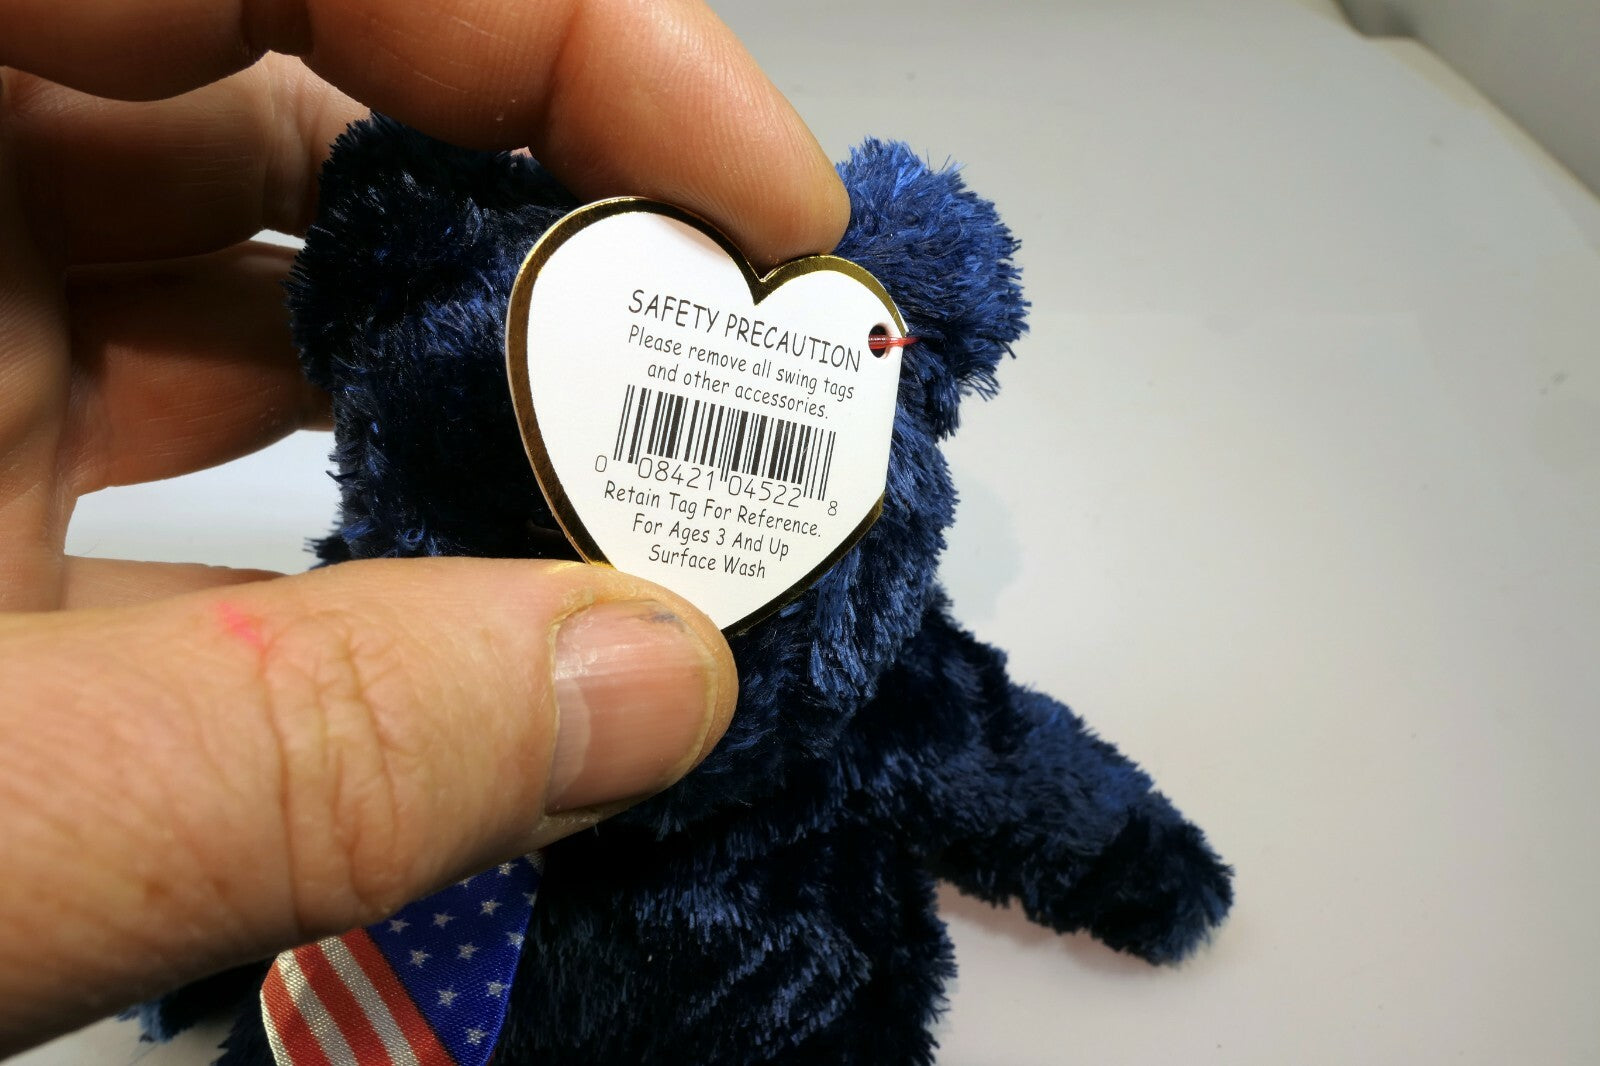 SAFETY PRECAUTION
Please remove all swing tags
and other accessories.
0 08421 04522 8
Retain Tag For Reference.
For Ages 3 And Up
Surface Wash